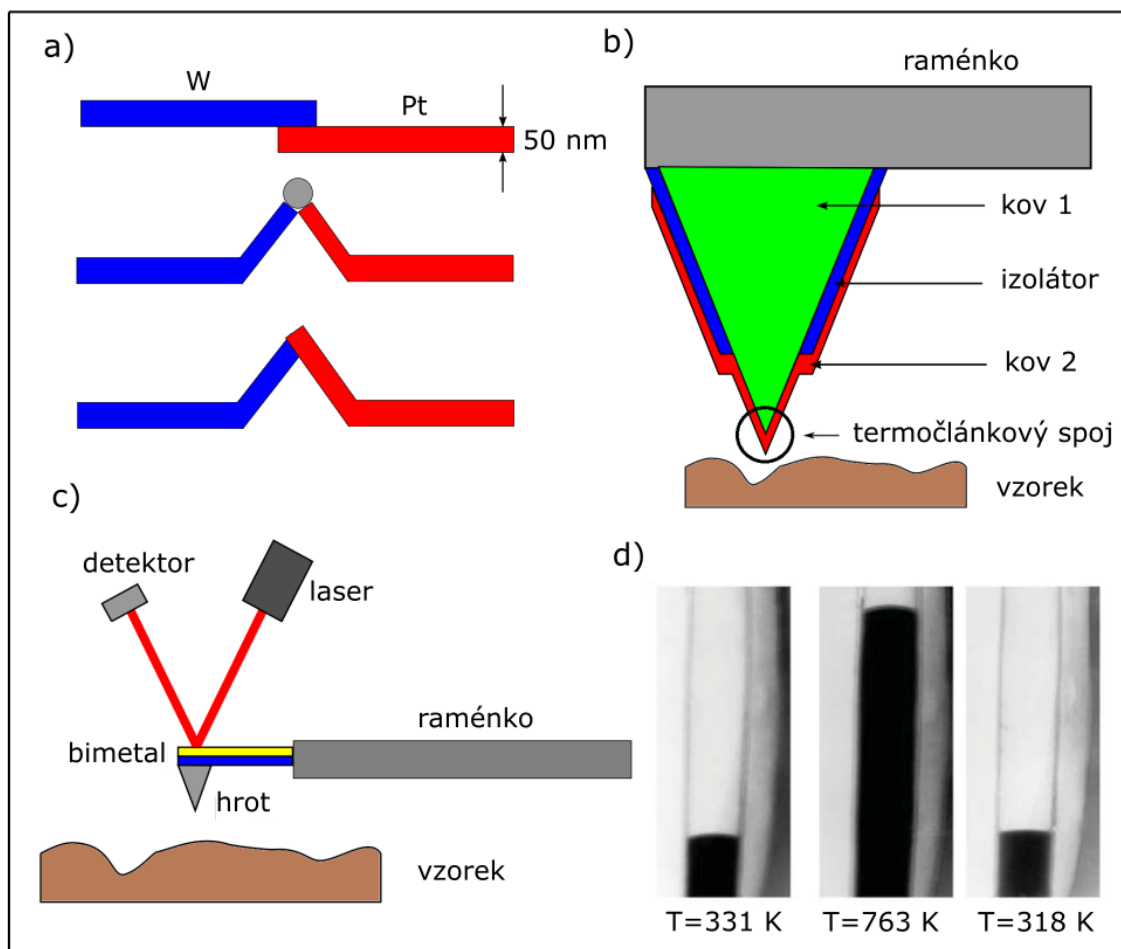 a)
W
Pt
50 nm
b)
raménko
kov 1
izolátor
kov 2
termočlánkový spoj
vzorek
c)
detektor
laser
raménko
bimetal
hrot
vzorek
d)
T=331 K
T=763 K
T=318 K